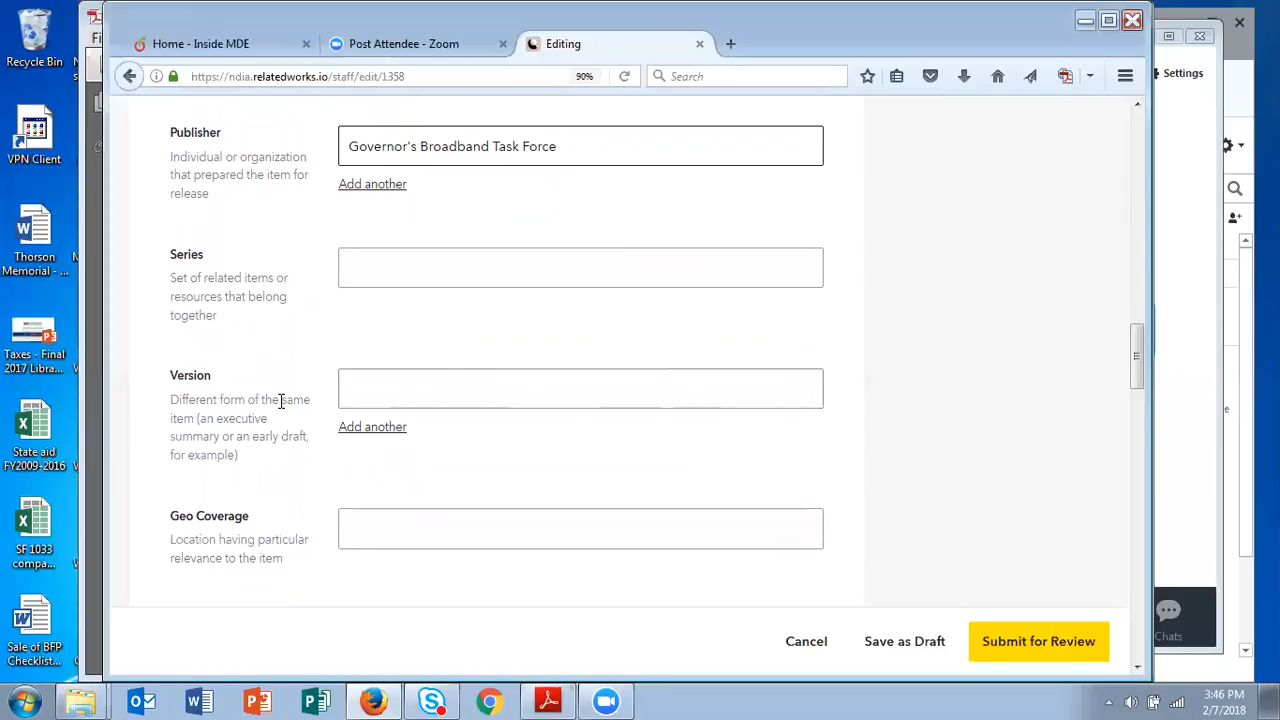 Home - Inside MDE
Post Attendee - Zoom
Editing
https://ndia.relatedworks.io/staff/edit/1358
90%
Search
Settings
Recycle Bin
VPN Client
Thorson
Memorial - ...
Taxes - Final
2017 Libra...
State aid
FY2009-2016
SF 1033
compa...
Sale of BFP
Checklist...
Publisher
Individual or organization
that prepared the item for
release
Governor's Broadband Task Force
Add another
Series
Set of related items or
resources that belong
together
Version
Different form of the same
item (an executive
summary or an early draft,
for example)
Add another
Geo Coverage
Location having particular
relevance to the item
Cancel
Save as Draft
Submit for Review
Chats
3:46 PM
2/7/2018